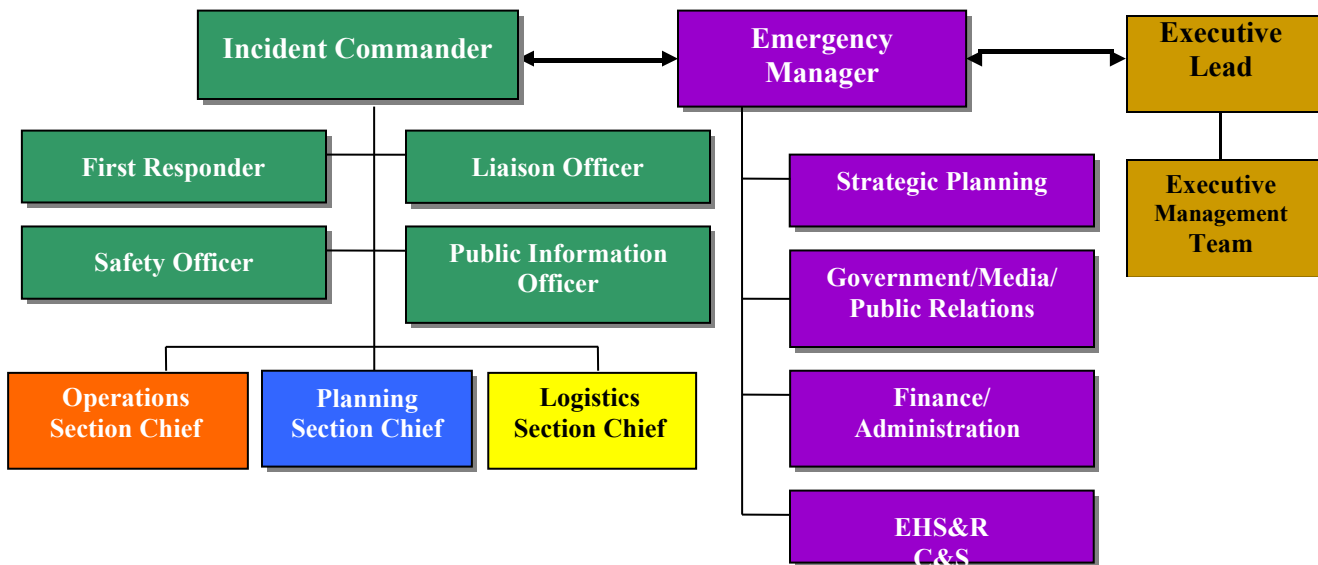 Incident Commander
Emergency
Manager
Executive
Lead
First Responder
Liaison Officer
Safety Officer
Public Information
Officer
Operations
Section Chief
Planning
Section Chief
Logistics
Section Chief
Strategic Planning
Government/Media/
Public Relations
Finance/
Administration
EHS&R
C&S
Executive
Management
Team